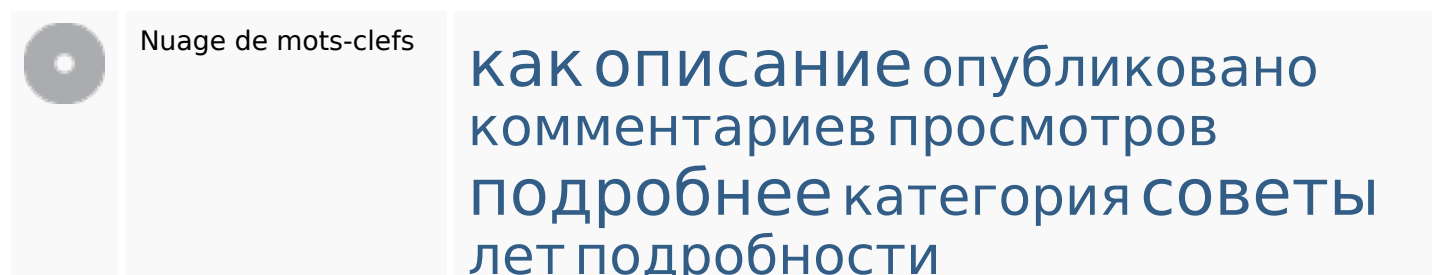 Nuage de mots-clefs
как описание опубликовано
комментариев просмотров
подробнее категория советы
лет подробности